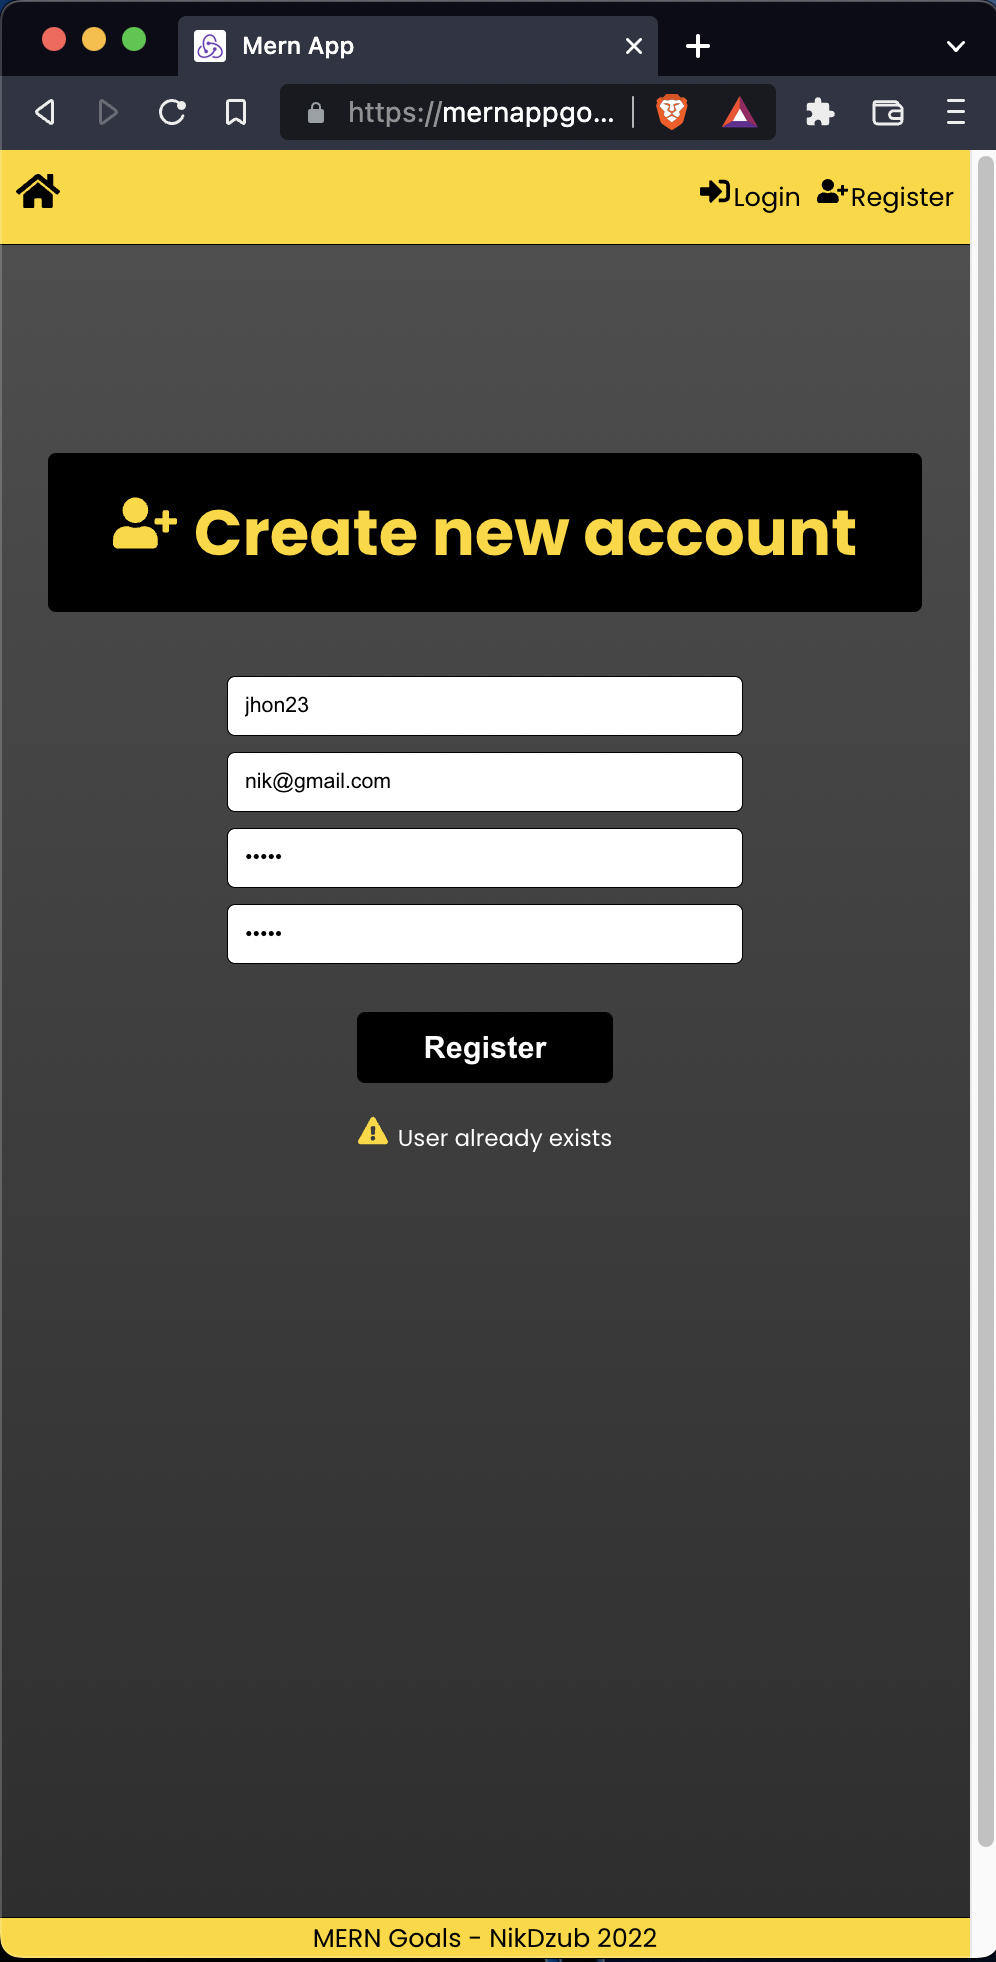 Mern App
https://mernappgo...
Login Register
Create new account
jhon23
nik@gmail.com
•••••
•••••
Register
User already exists
MERN Goals - NikDzub 2022